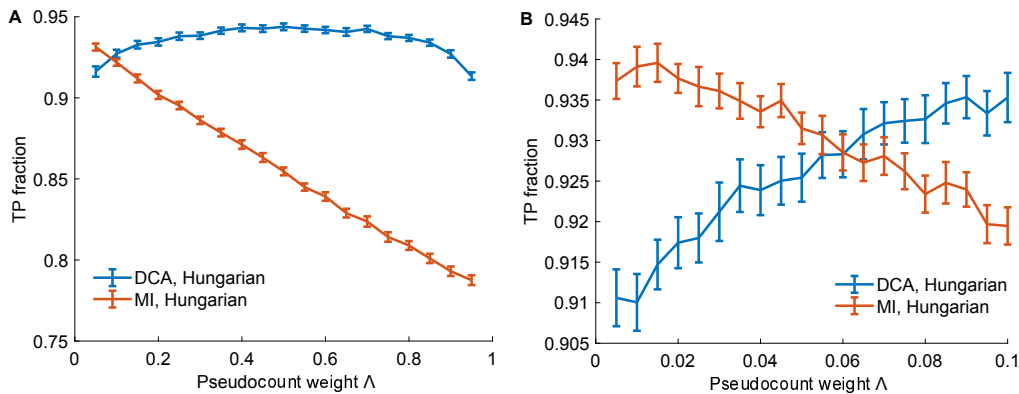 A
0.95
0.9
0.85
0.8
0.75
TP fraction
DCA, Hungarian
MI, Hungarian
0
0.2
0.4
0.6
0.8
1
Pseudocount weight Λ
B
0.945
0.94
0.935
0.93
0.925
0.92
0.915
0.91
0.905
TP fraction
DCA, Hungarian
MI, Hungarian
0
0.02
0.04
0.06
0.08
0.1
Pseudocount weight Λ